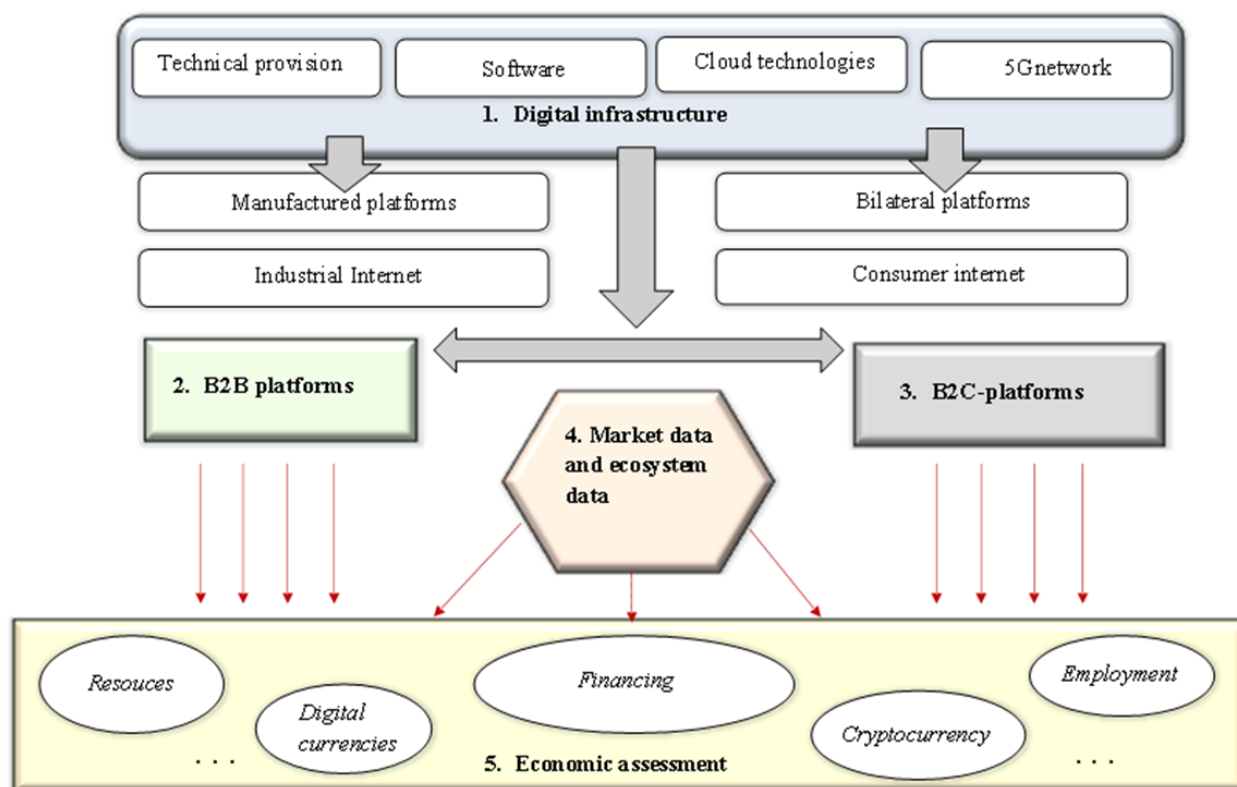 Technical provision
Software
Cloud technologies
5Gnetwork
1. Digital infrastructure
Manufactured platforms
Bilateral platforms
Industrial Internet
Consumer internet
2. B2B platforms
3. B2C-platforms
4. Market data
and ecosystem
data
Resouces
Digital
currencies
Financing
Cryptocurrency
Employment
. . .
. . .
5. Economic assessment